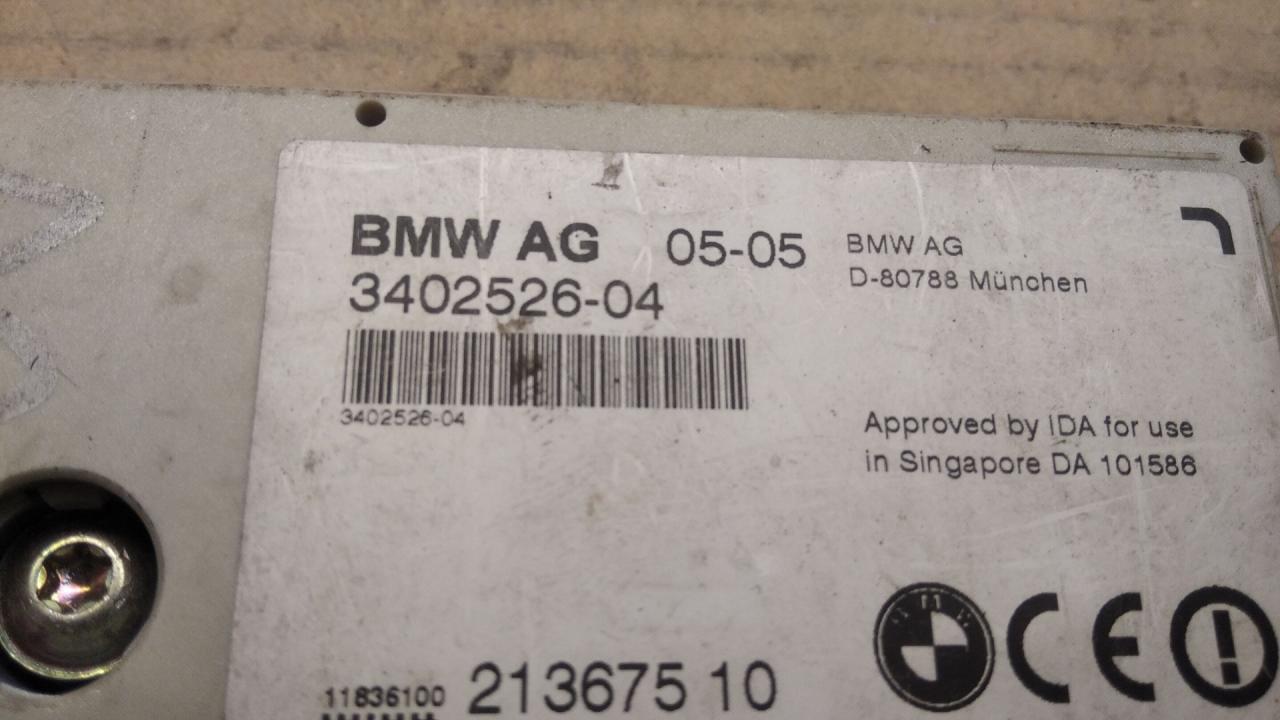 BMW AG 05-05
3402526-04
3402526-04
BMW AG
D-80788 München
Approved by IDA for use
in Singapore DA 101586
11836100 213675 10
CE